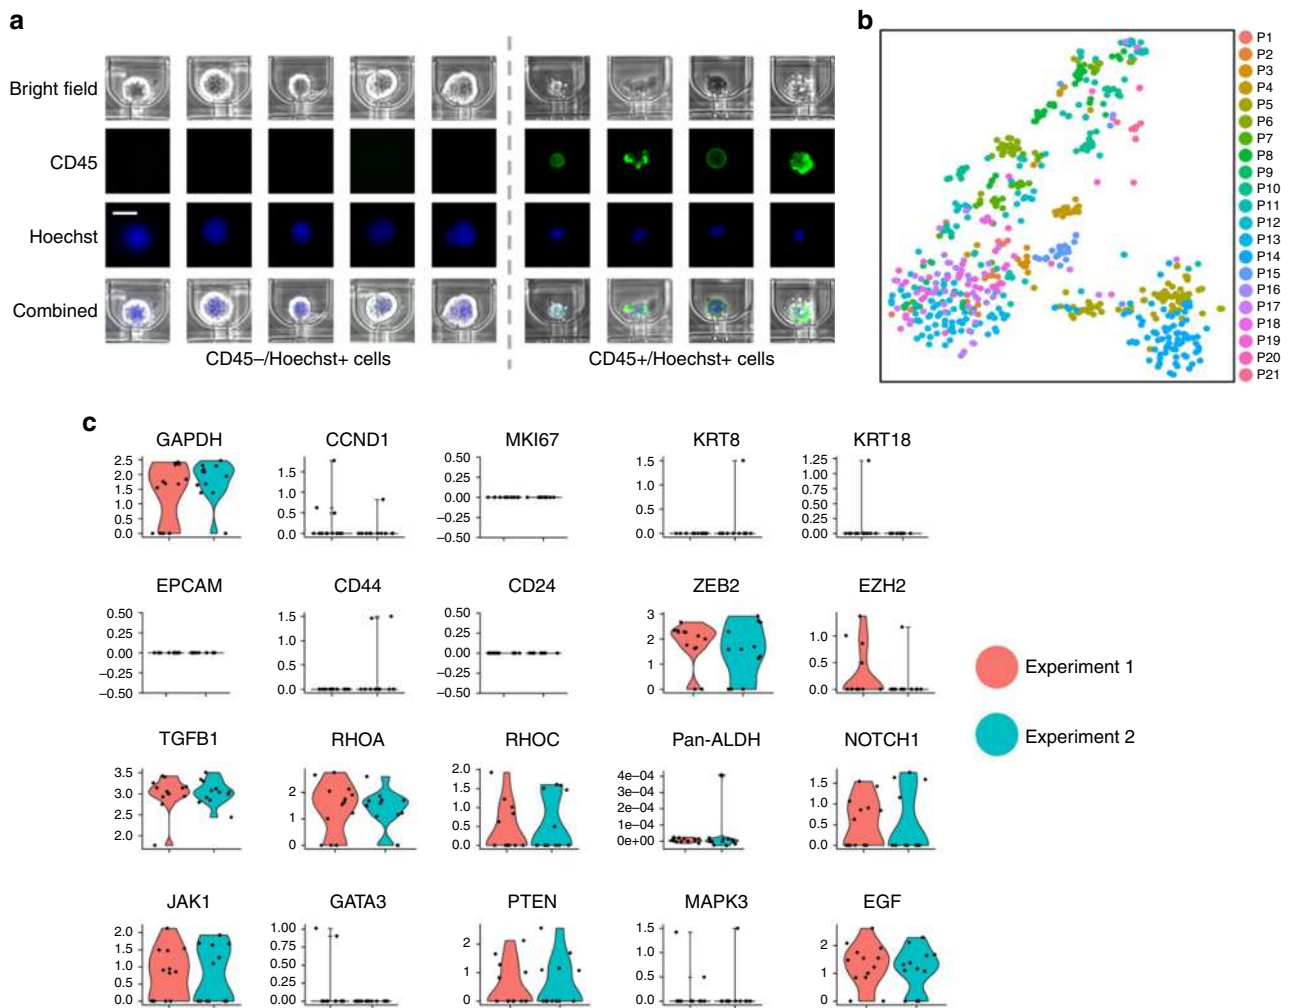 a
b
Bright field
CD45
Hoechst
Combined
CD45–/Hoechst+ cells
CD45+/Hoechst+ cells
P1
P2
P3
P4
P5
P6
P7
P8
P9
P10
P11
P12
P13
P14
P15
P16
P17
P18
P19
P20
P21
c
GAPDH
2.5
2.0
1.5
1.0
0.5
0.0
CCND1
1.5
1.0
0.5
0.0
MKI67
0.50
0.25
0.00
–0.25
–0.50
KRT8
1.5
1.0
0.5
0.0
KRT18
1.25
1.00
0.75
0.50
0.25
0.00
EPCAM
0.50
0.25
0.00
–0.25
–0.50
CD44
1.5
1.0
0.5
0.0
CD24
0.50
0.25
0.00
–0.25
–0.50
ZEB2
3
2
1
0
EZH2
1.0
0.5
0.0
Experiment 1
Experiment 2
TGFB1
3.5
3.0
2.5
2.0
RHOA
2
1
0
RHOC
2.0
1.5
1.0
0.5
0.0
Pan-ALDH
4e–04
3e–04
2e–04
1e–04
0e+00
NOTCH1
1.5
1.0
0.5
0.0
JAK1
2.0
1.5
1.0
0.5
0.0
GATA3
1.00
0.75
0.50
0.25
0.00
PTEN
2
1
0
MAPK3
1.5
1.0
0.5
0.0
EGF
2
1
0